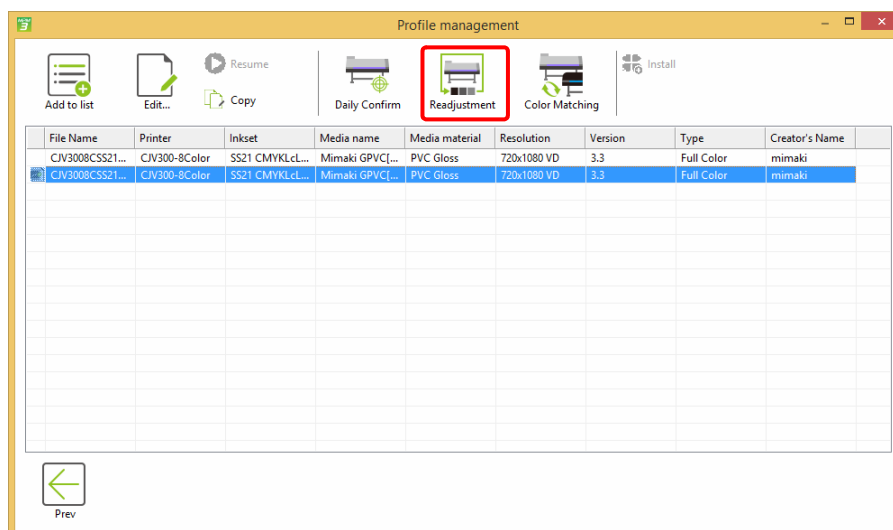 Profile management
Resume
Install
Copy
Add to list
Edit...
Daily Confirm
Readjustment
Color Matching
File Name Printer Inkset Media name Media material Resolution Version Type Creator's Name
CJV3008CSS21... CJV300-8Color SS21 CMYKLcL... Mimaki GPVC[... PVC Gloss 720x1080 VD 3.3 Full Color mimaki
CJV3008CSS21... CJV300-8Color SS21 CMYKLcL... Mimaki GPVC[... PVC Gloss 720x1080 VD 3.3 Full Color mimaki
Prev